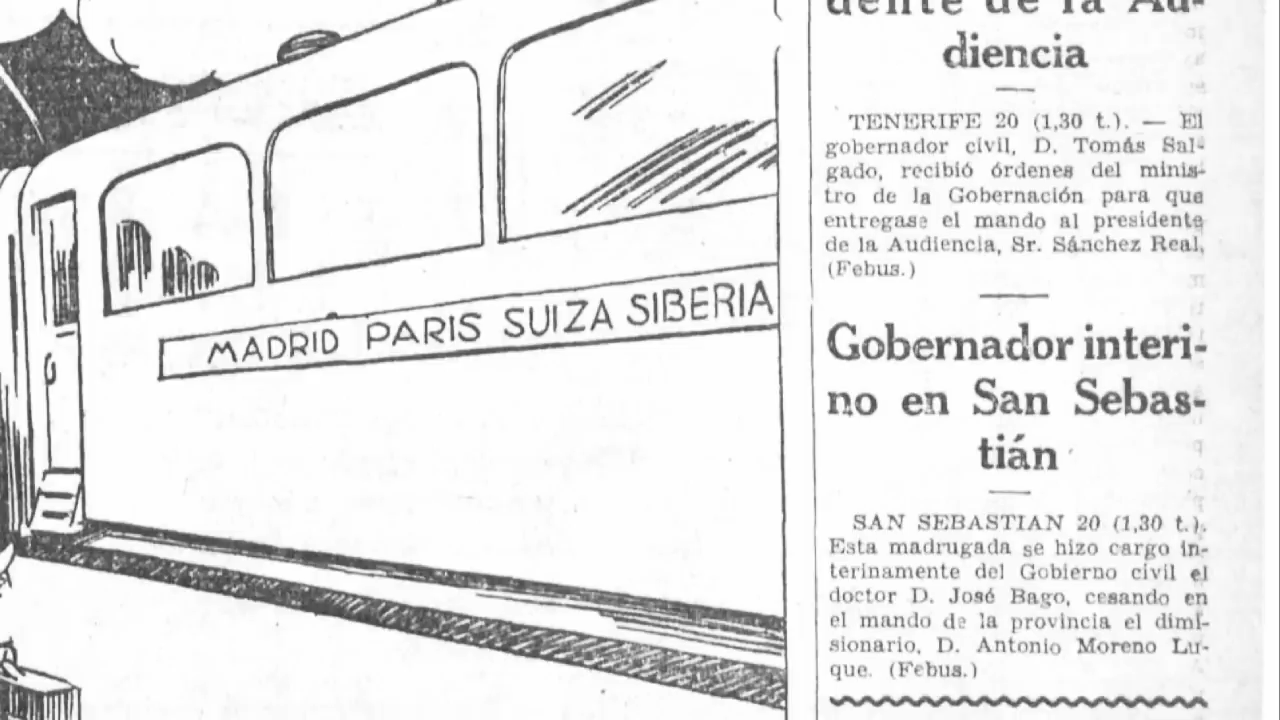 MADRID PARIS SUIZA SIBERIA
dente de la Au-
diencia
TENERIFE 20 (1,30 t.). — El
gobernador civil, D. Tomás Sal-
gado, recibió órdenes del minis-
tro de la Gobernación para que
entregase el mando al presidente
de la Audiencia, Sr. Sánchez Real.
(Febus.)
Gobernador interi-
no en San Sebas-
tián
SAN SEBASTIAN 20 (1,30 t.).
Esta madrugada se hizo cargo in-
terinamente del Gobierno civil el
doctor D. José Bago, cesando en
el mando de la provincia el dimi-
sionario, D. Antonio Moreno Lu-
que. (Febus.)